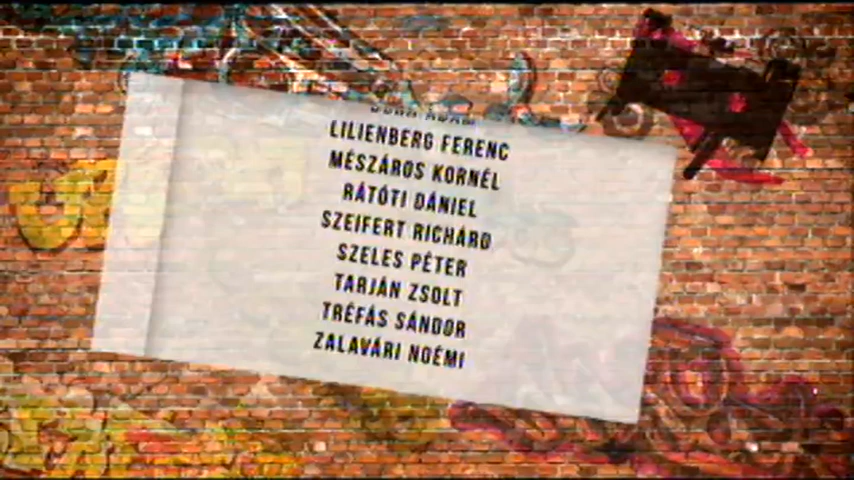 LILIENBERG FERENC
MÉSZÁROS KORNÉL
RÁTÓTI DÁNIEL
SZEIFERT RICHÁRD
SZELES PÉTER
TARJÁN ZSOLT
TRÉFÁS SÁNDOR
ZALAVÁRI NOÉMI